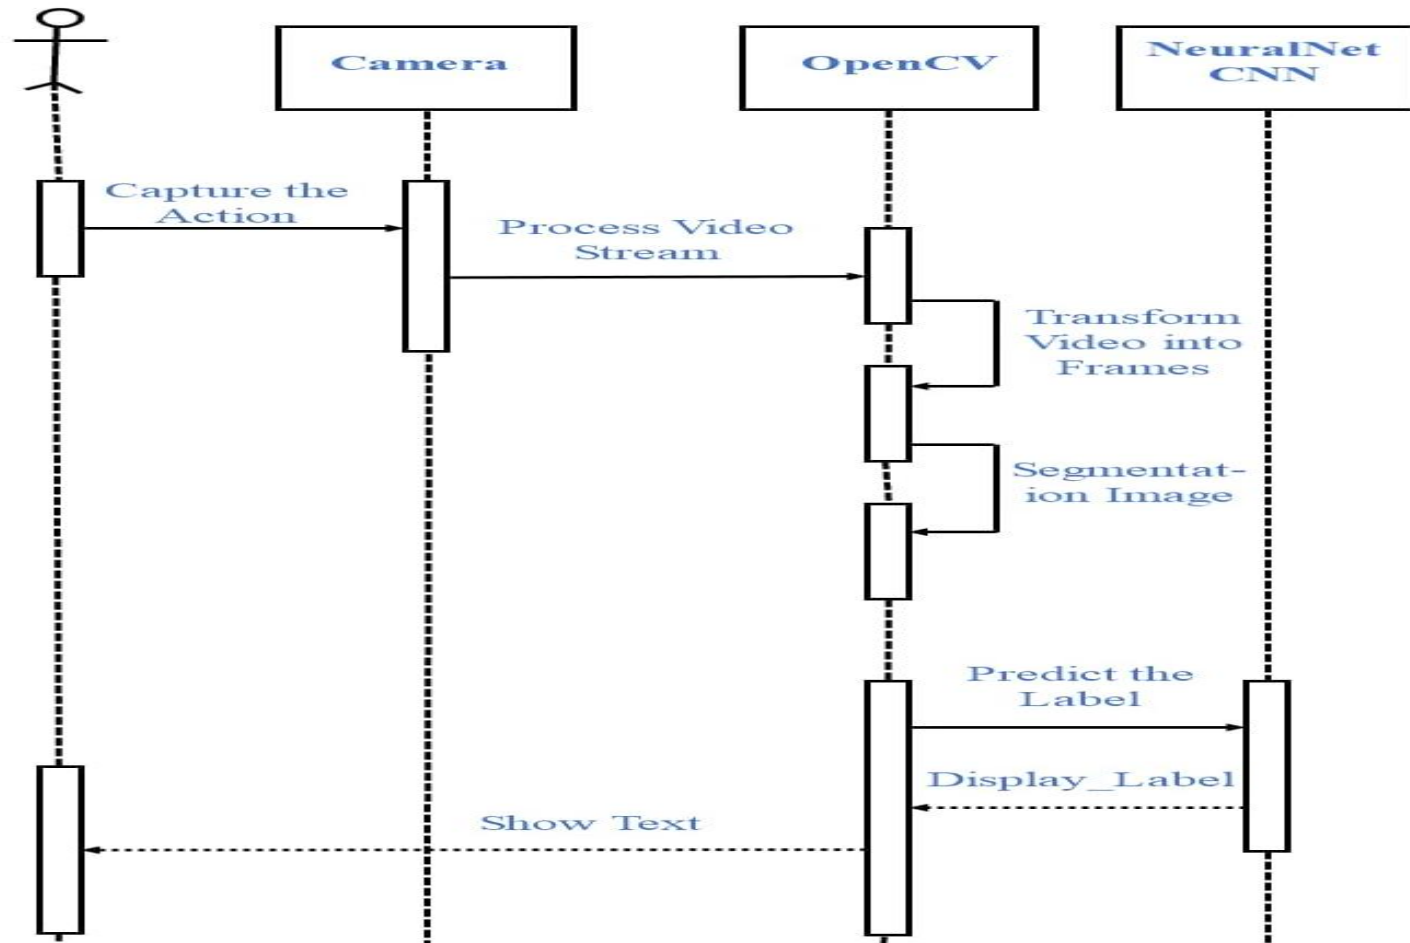 Camera
OpenCV
NeuralNet
CNN
Capture the
Action
Process Video
Stream
Transform
Video into
Frames
Segmentat-
ion Image
Predict the
Label
Display_Label
Show Text